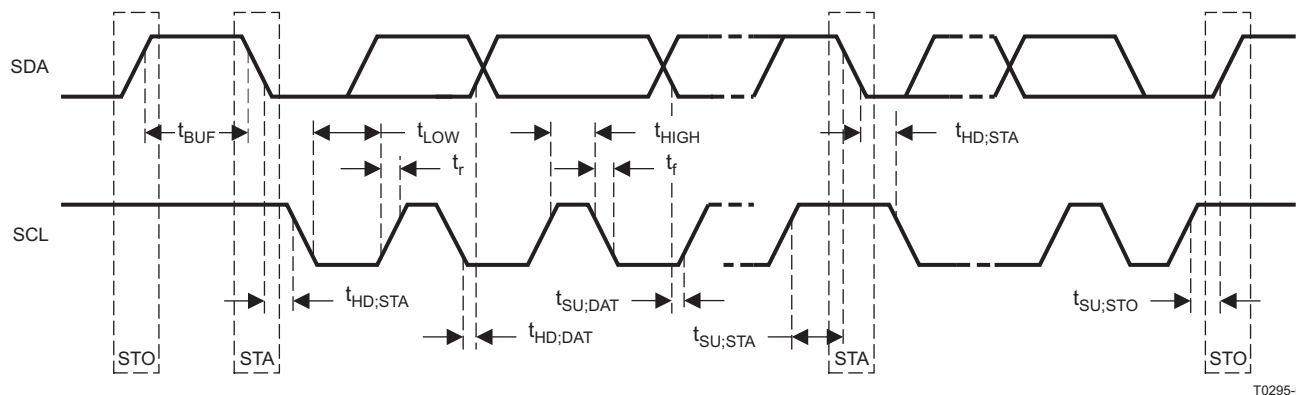 SDA
t_BUF
t_LOW
t_HIGH
t_HD;STA
t_r
t_f
SCL
t_HD;STA
t_SU;DAT
t_SU;STO
t_HD;DAT
t_SU;STA
STO
STA
STA
STO
T0295-